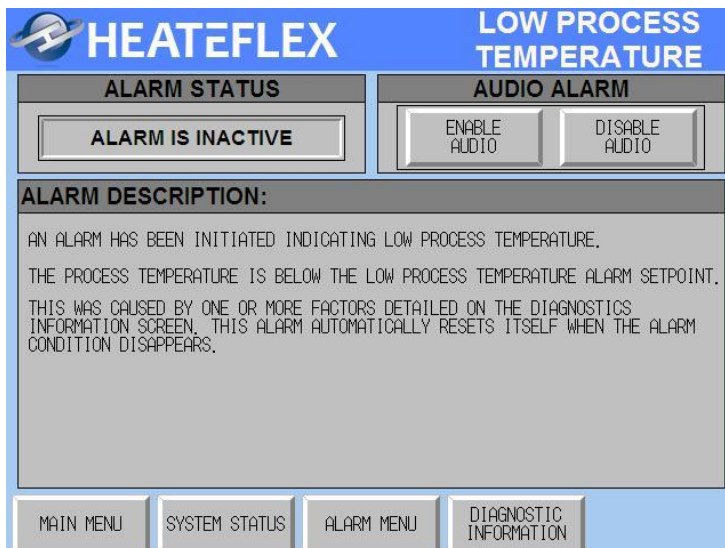 HEATEFLEX
LOW PROCESS
TEMPERATURE
ALARM STATUS
ALARM IS INACTIVE
AUDIO ALARM
ENABLE
AUDIO
DISABLE
AUDIO
ALARM DESCRIPTION:
AN ALARM HAS BEEN INITIATED INDICATING LOW PROCESS TEMPERATURE.
THE PROCESS TEMPERATURE IS BELOW THE LOW PROCESS TEMPERATURE ALARM SETPOINT.
THIS WAS CAUSED BY ONE OR MORE FACTORS DETAILED ON THE DIAGNOSTICS
INFORMATION SCREEN. THIS ALARM AUTOMATICALLY RESETS ITSELF WHEN THE ALARM
CONDITION DISAPPEARS.
MAIN MENU
SYSTEM STATUS
ALARM MENU
DIAGNOSTIC
INFORMATION